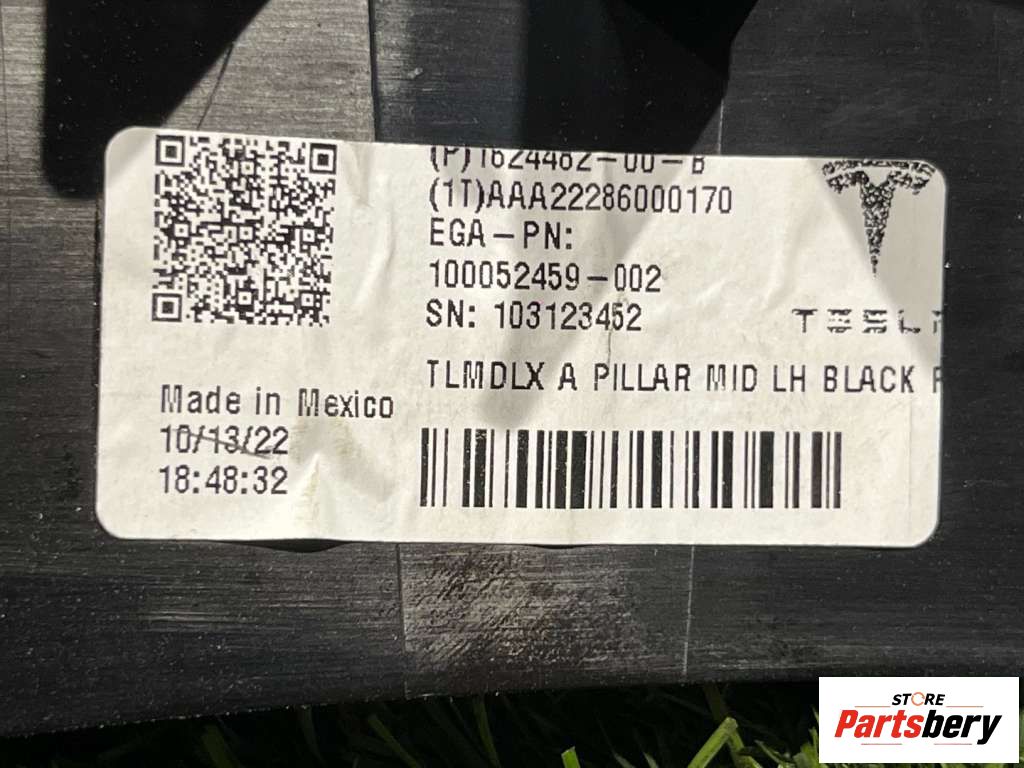 (P)1624482-00-B
(1T)AAA22286000170
EGA-PN:
100052459-002
SN: 103123452
TESLA
TLMDLX A PILLAR MID LH BLACK
Made in Mexico
10/13/22
18:48:32
STORE
Partsbery